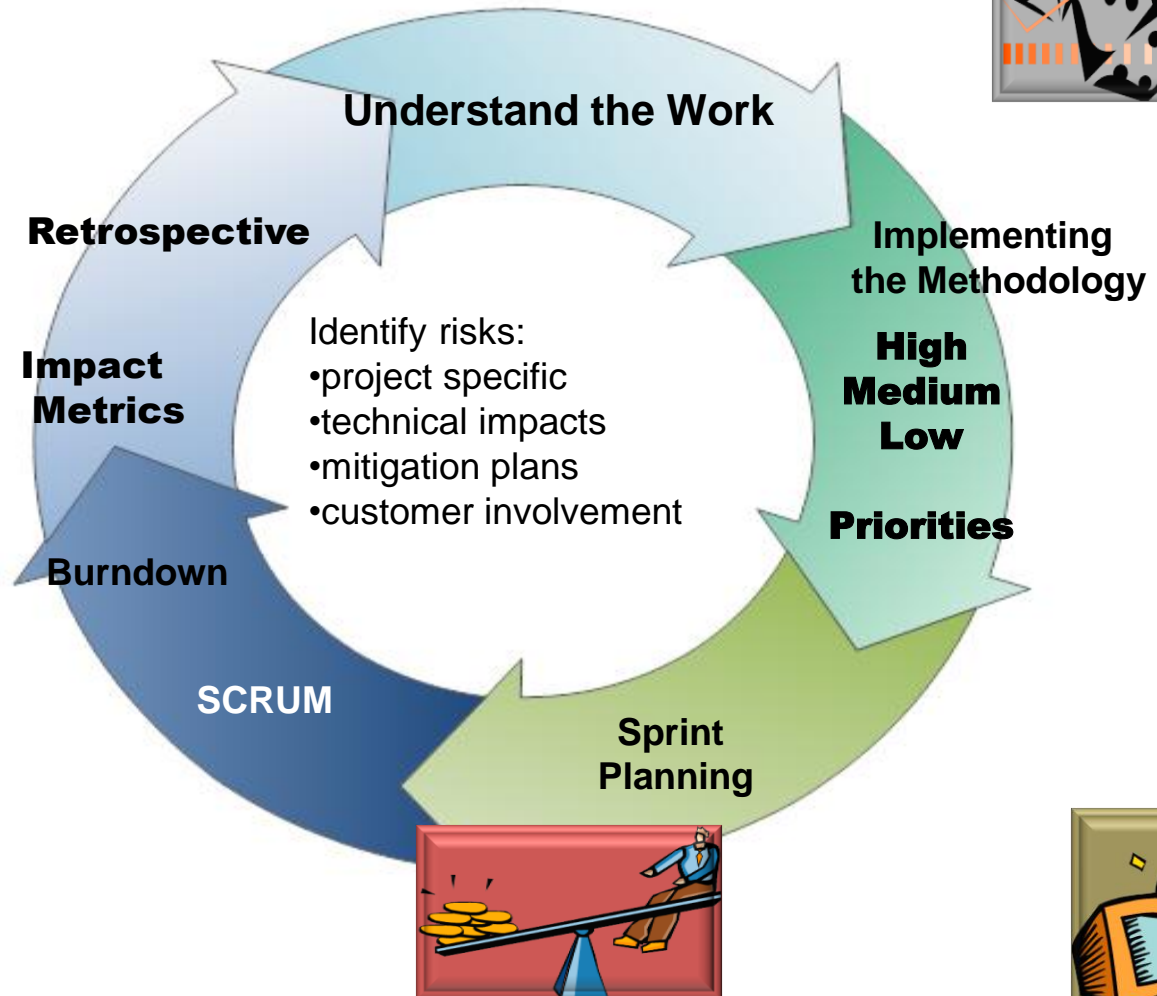 Understand the Work
Implementing
the Methodology
High
Medium
Low
Priorities
Sprint
Planning
SCRUM
Burndown
Impact
Metrics
Retrospective
Identify risks:
•project specific
•technical impacts
•mitigation plans
•customer involvement